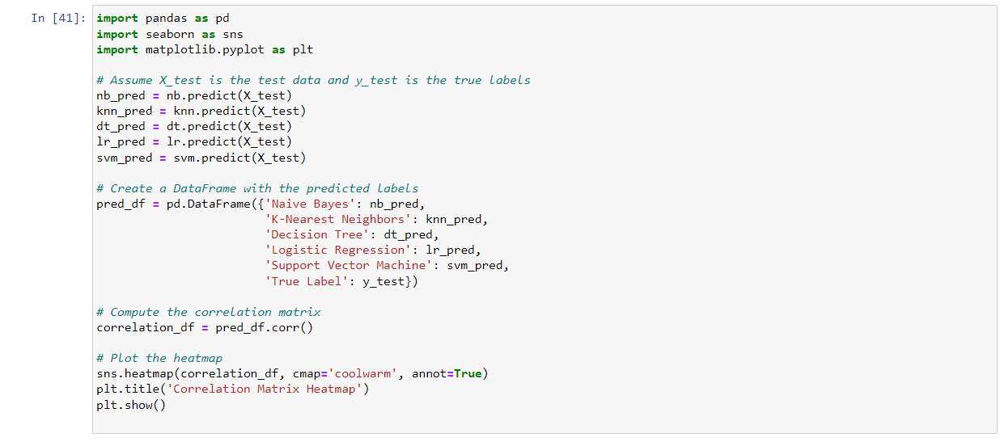 In [41]: import pandas as pd
import seaborn as sns
import matplotlib.pyplot as plt

# Assume X_test is the test data and y_test is the true labels
nb_pred = nb.predict(X_test)
knn_pred = knn.predict(X_test)
dt_pred = dt.predict(X_test)
lr_pred = lr.predict(X_test)
svm_pred = svm.predict(X_test)

# Create a DataFrame with the predicted labels
pred_df = pd.DataFrame({'Naive Bayes': nb_pred,
                        'K-Nearest Neighbors': knn_pred,
                        'Decision Tree': dt_pred,
                        'Logistic Regression': lr_pred,
                        'Support Vector Machine': svm_pred,
                        'True Label': y_test})

# Compute the correlation matrix
correlation_df = pred_df.corr()

# Plot the heatmap
sns.heatmap(correlation_df, cmap='coolwarm', annot=True)
plt.title('Correlation Matrix Heatmap')
plt.show()